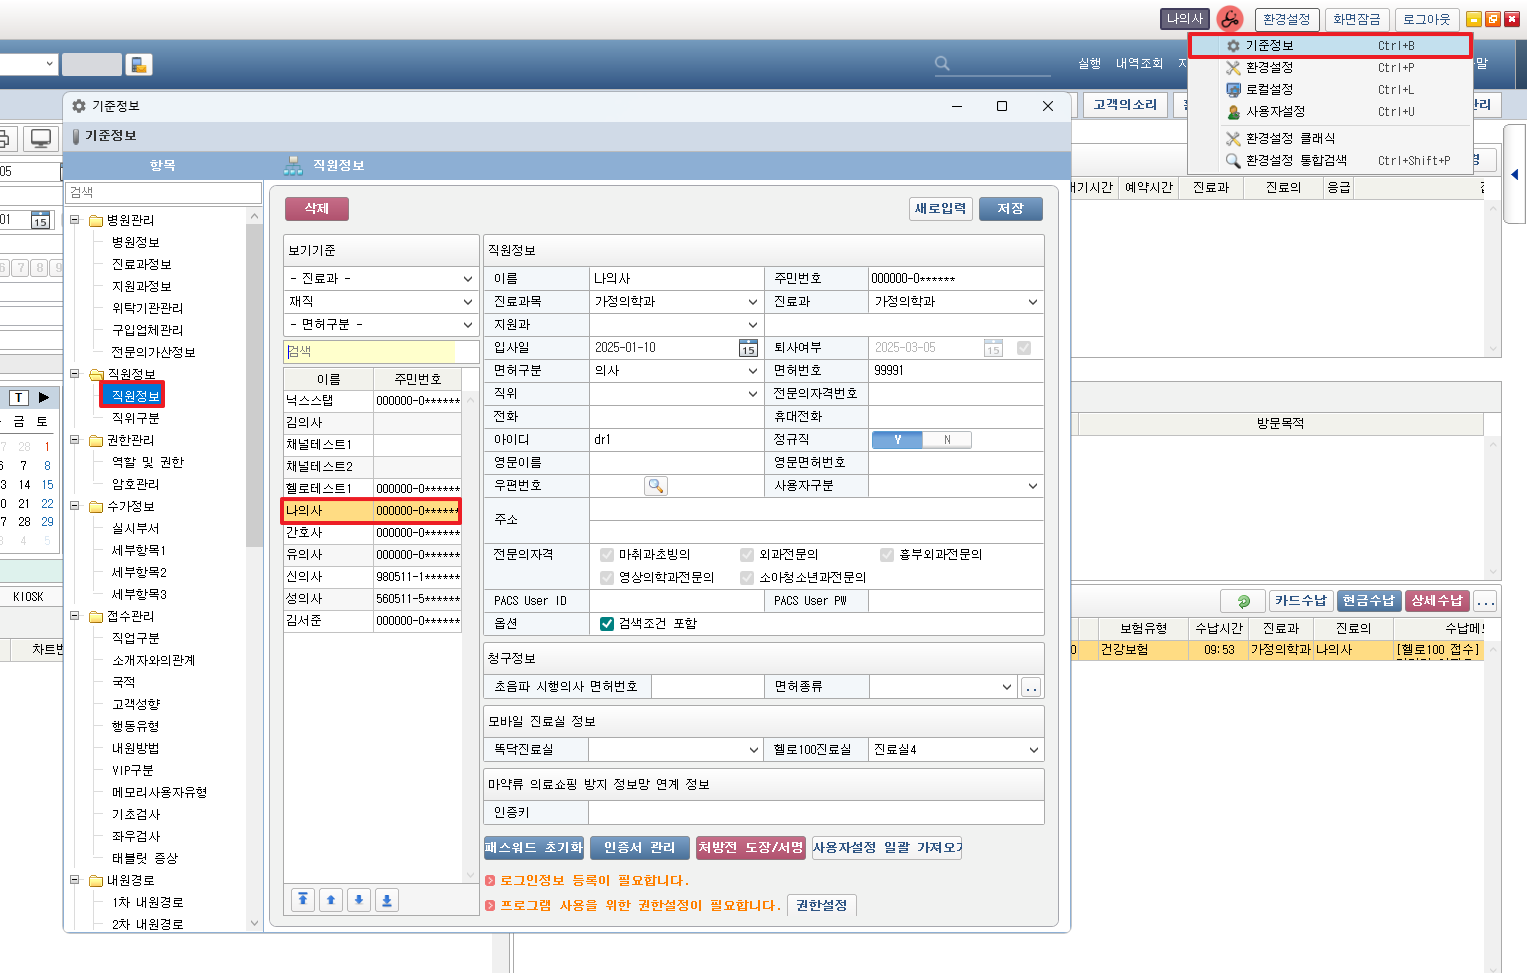 나의사
환경설정 화면잠금 로그아웃
기준정보 Ctrl+B
환경설정 Ctrl+P
로컬설정 Ctrl+L
사용자설정 Ctrl+U
환경설정 클래식
환경설정 통합검색 Ctrl+Shift+P
실행 내역조회
고객의소리
기준정보
기준정보
항목
직원정보
검색
병원관리
병원정보
진료과정보
지원과정보
위탁기관관리
구입업체관리
전문의가산정보
직원정보
직원정보
직위구분
권한관리
역할 및 권한
암호관리
수가정보
실시부서
세부항목1
세부항목2
세부항목3
접수관리
직업구분
소개자와의관계
국적
고객성향
행동유형
내원방법
VIP구분
메모리사용자유형
기초검사
좌우검사
태블릿 증상
내원경로
1차 내원경로
2차 내원경로
삭제
새로입력 저장
보기기준
- 진료과 -
재직
- 면허구분 -
검색
이름 주민번호
닉스스탭 000000-0******
김의사
채널테스트1
채널테스트2
헬로테스트1 000000-0******
나의사 000000-0******
간호사 000000-0******
유의사 000000-0******
신의사 980511-1******
성의사 560511-5******
김서준 000000-0******
직원정보
이름 나의사 주민번호 000000-0******
진료과목 가정의학과 진료과 가정의학과
지원과
입사일 2025-01-10 15 퇴사여부 2025-03-05 15
면허구분 의사 면허번호 99991
직위 전문의자격번호
전화 휴대전화
아이디 dr1 정규직 Y N
영문이름 영문면허번호
우편번호 사용자구분
주소
전문의자격 마취과초빙의 외과전문의 흉부외과전문의
영상의학과전문의 소아청소년과전문의
PACS User ID PACS User PW
옵션 검색조건 포함
청구정보
초음파 시행의사 면허번호 면허종류 ..
모바일 진료실 정보
똑닥진료실 헬로100진료실 진료실4
마약류 의료쇼핑 방지 정보망 연계 정보
인증키
패스워드 초기화 인증서 관리 처방전 도장/서명 사용자설정 일괄 가져오기
로그인정보 등록이 필요합니다.
프로그램 사용을 위한 권한설정이 필요합니다. 권한설정
예약시간 진료과 진료의 응급
방문목적
카드수납 현금수납 상세수납 ...
보험유형 수납시간 진료과 진료의 수납메모
건강보험 09:53 가정의학과 나의사 [헬로100 접수]
05
01 15
6 7 8 9
T
금 토
28 1
7 8
14 15
21 22
28 29
4 5
KIOSK